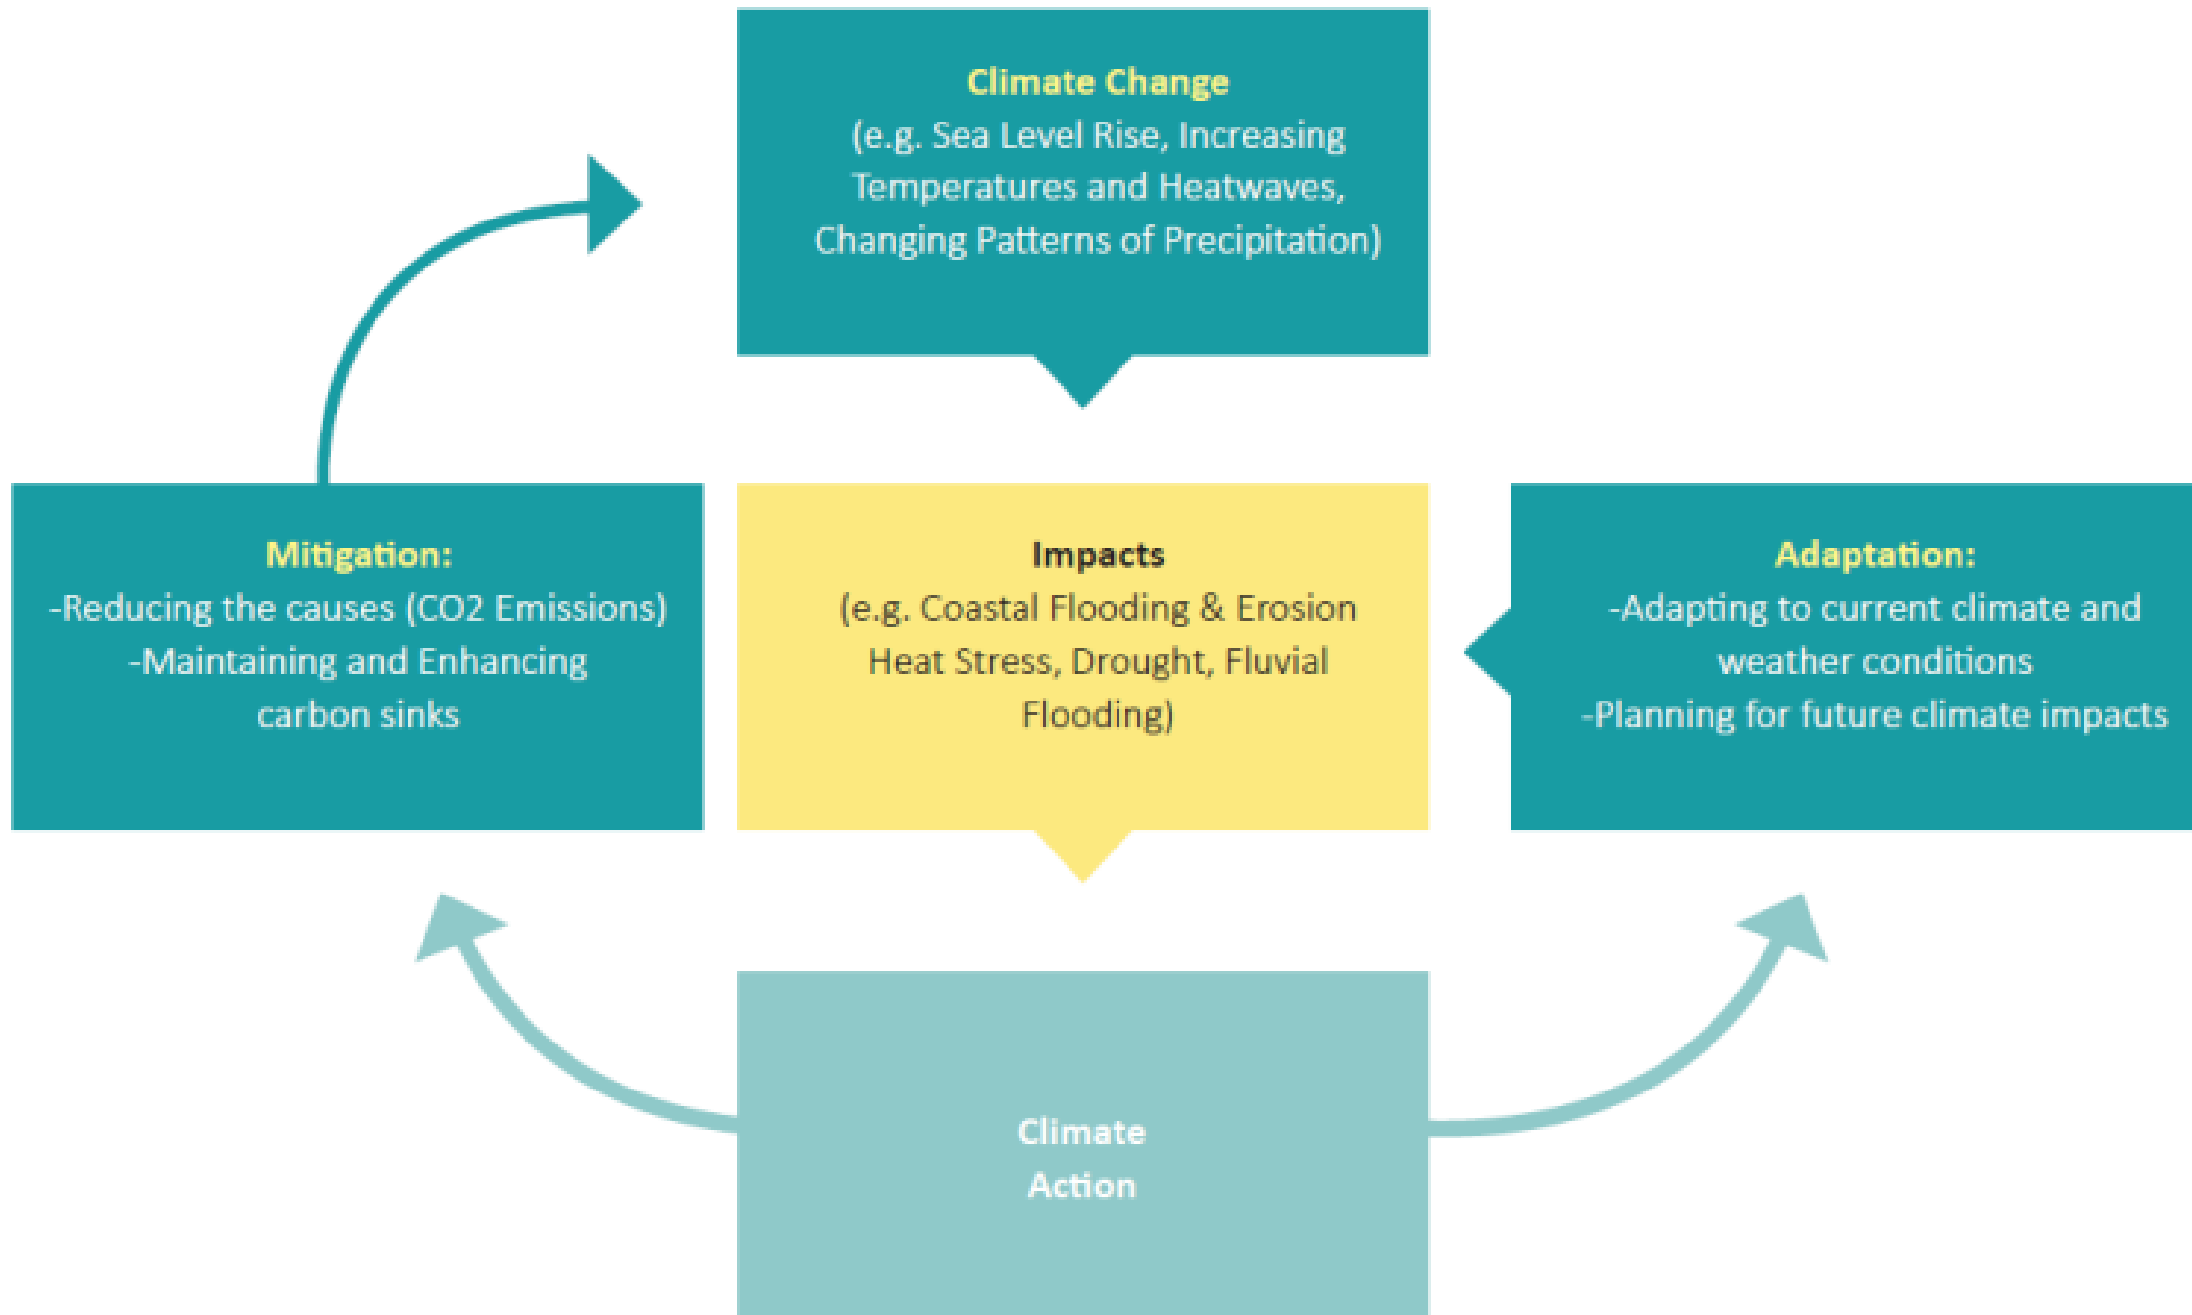 Climate Change
(e.g. Sea Level Rise, Increasing
Temperatures and Heatwaves,
Changing Patterns of Precipitation)
Mitigation:
-Reducing the causes (CO2 Emissions)
-Maintaining and Enhancing
carbon sinks
Impacts
(e.g. Coastal Flooding & Erosion
Heat Stress, Drought, Fluvial
Flooding)
Adaptation:
-Adapting to current climate and
weather conditions
-Planning for future climate impacts
Climate
Action